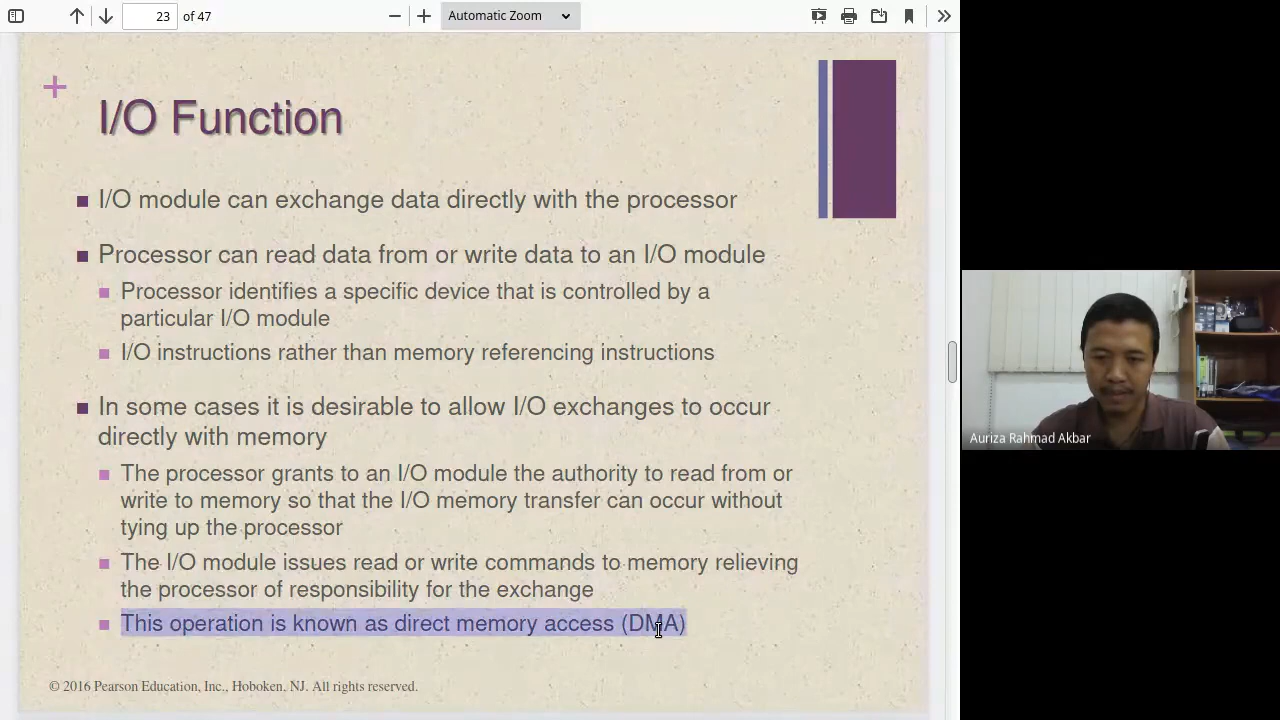 23 of 47
Automatic Zoom
+
I/O Function
I/O module can exchange data directly with the processor
Processor can read data from or write data to an I/O module
Processor identifies a specific device that is controlled by a
particular I/O module
I/O instructions rather than memory referencing instructions
In some cases it is desirable to allow I/O exchanges to occur
directly with memory
The processor grants to an I/O module the authority to read from or
write to memory so that the I/O memory transfer can occur without
tying up the processor
The I/O module issues read or write commands to memory relieving
the processor of responsibility for the exchange
This operation is known as direct memory access (DMA)
© 2016 Pearson Education, Inc., Hoboken, NJ. All rights reserved.
Auriza Rahmad Akbar